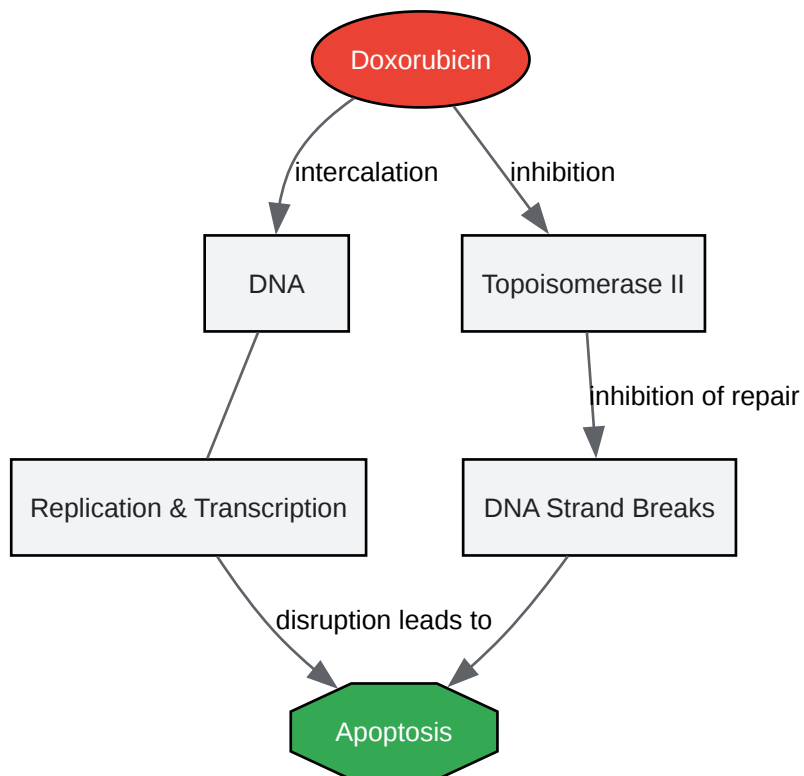 Doxorubicin
intercalation
inhibition
DNA
Topoisomerase II
inhibition of repair
Replication & Transcription
DNA Strand Breaks
disruption leads to
Apoptosis